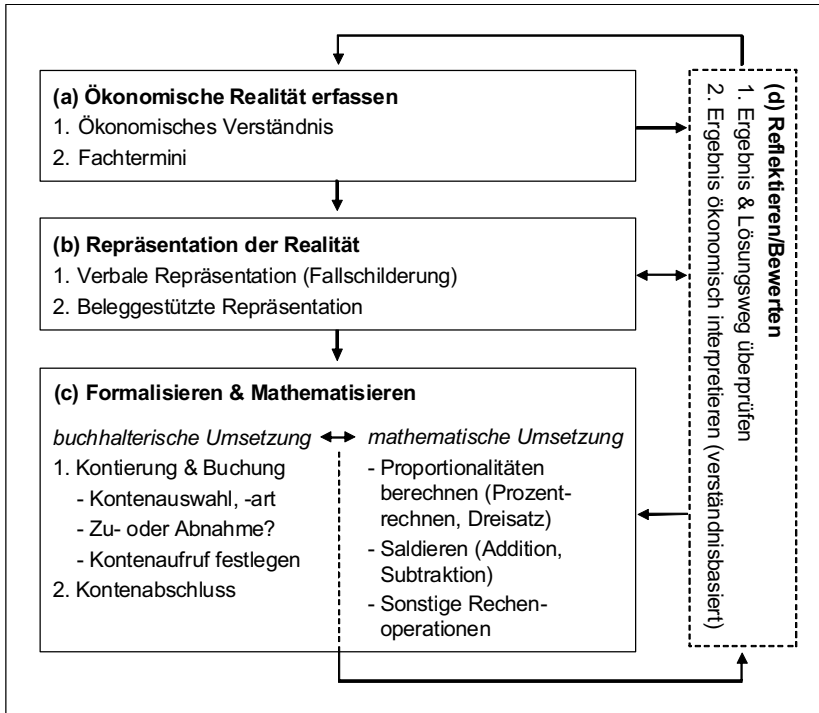 (a) Ökonomische Realität erfassen
1. Ökonomisches Verständnis
2. Fachtermini
(b) Repräsentation der Realität
1. Verbale Repräsentation (Fallschilderung)
2. Beleggestützte Repräsentation
(c) Formalisieren & Mathematisieren
buchhalterische Umsetzung
1. Kontierung & Buchung
- Kontenauswahl, -art
- Zu- oder Abnahme?
- Kontenaufruf festlegen
2. Kontenabschluss
mathematische Umsetzung
- Proportionalitäten
berechnen (Prozent-
rechnen, Dreisatz)
- Saldieren (Addition,
Subtraktion)
- Sonstige Rechen-
operationen
(d) Reflektieren/Bewerten
1. Ergebnis & Lösungsweg überprüfen
2. Ergebnis ökonomisch interpretieren (verständnisbasiert)